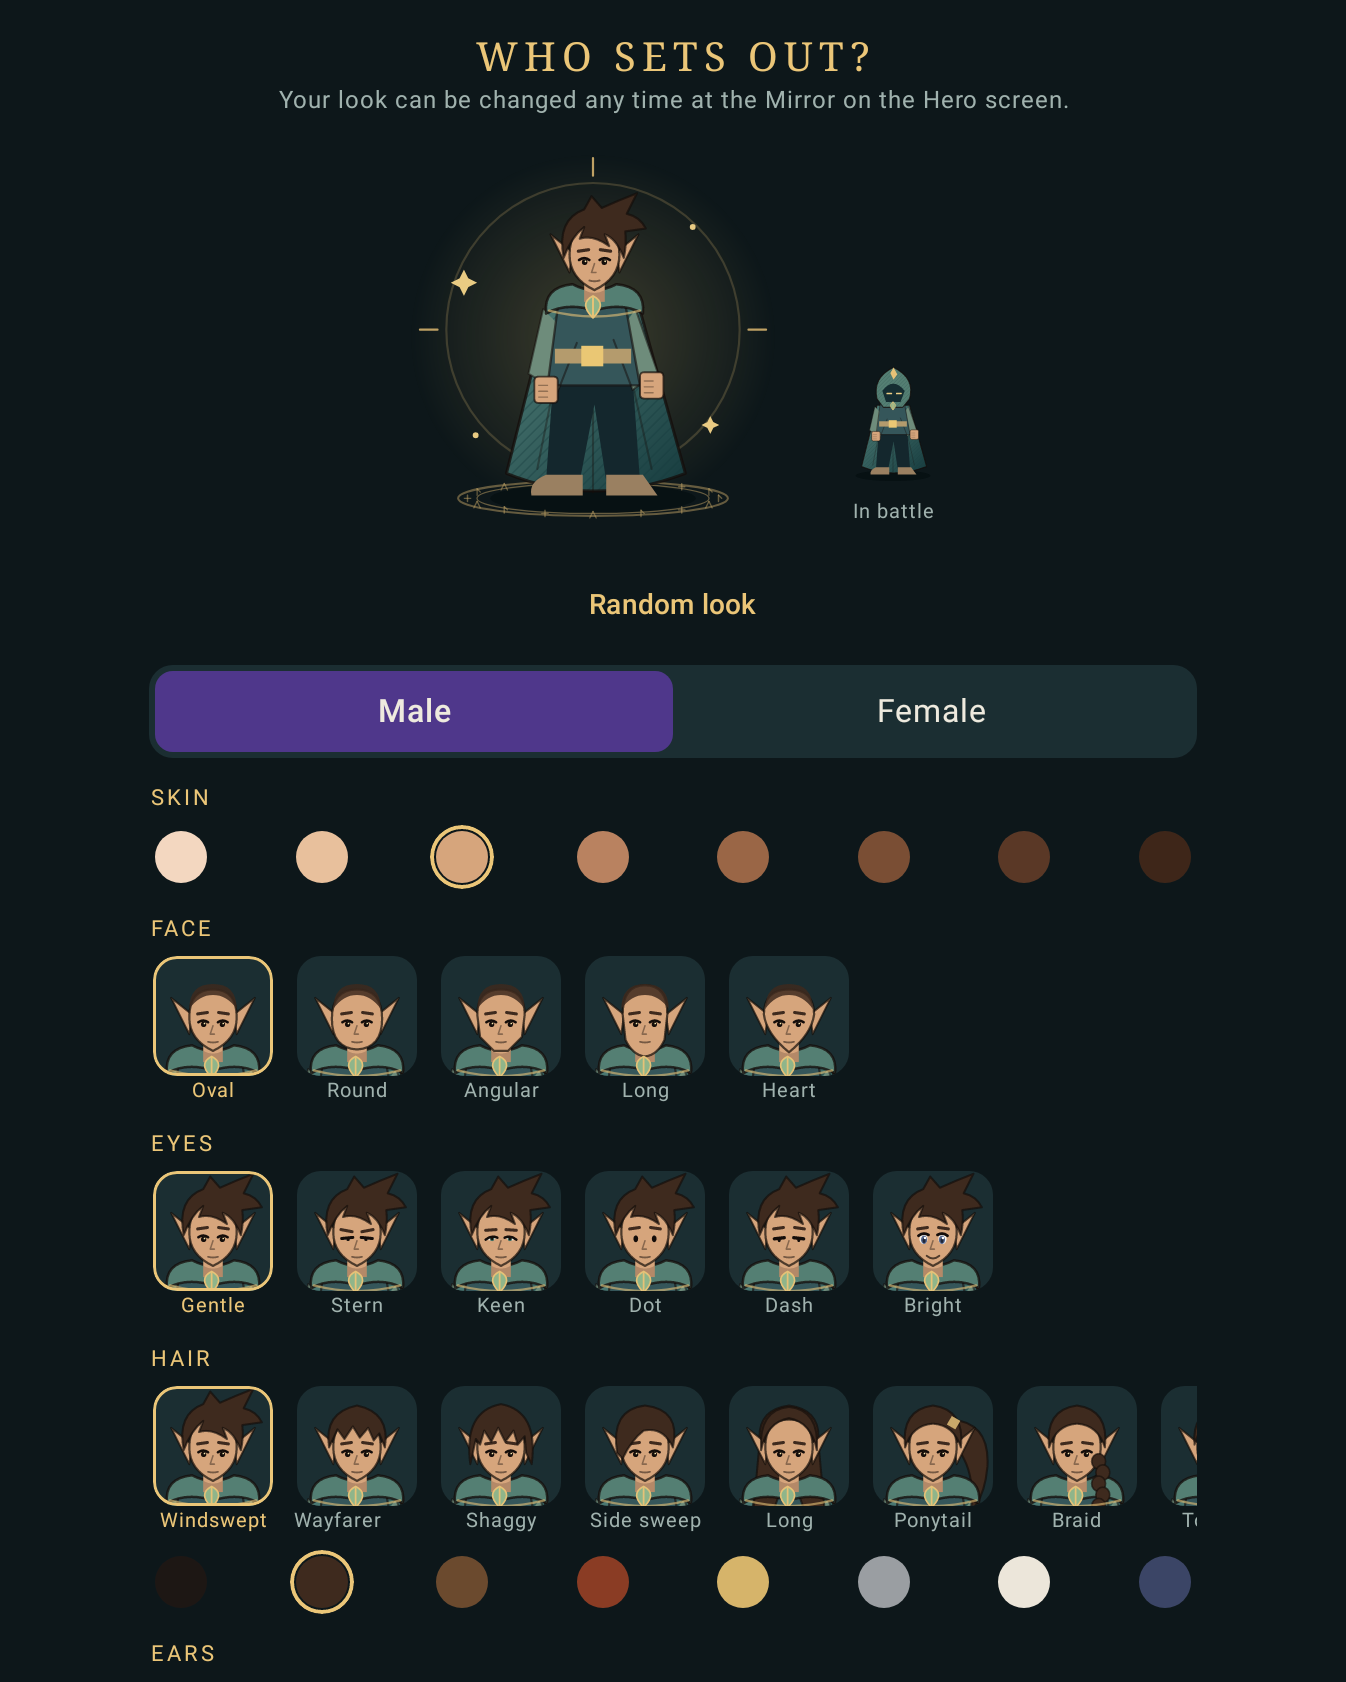 WHO SETS OUT?
Your look can be changed any time at the Mirror on the Hero screen.
In battle
Random look
Male Female
SKIN
FACE
Oval Round Angular Long Heart
EYES
Gentle Stern Keen Dot Dash Bright
HAIR
Windswept Wayfarer Shaggy Side sweep Long Ponytail Braid
EARS